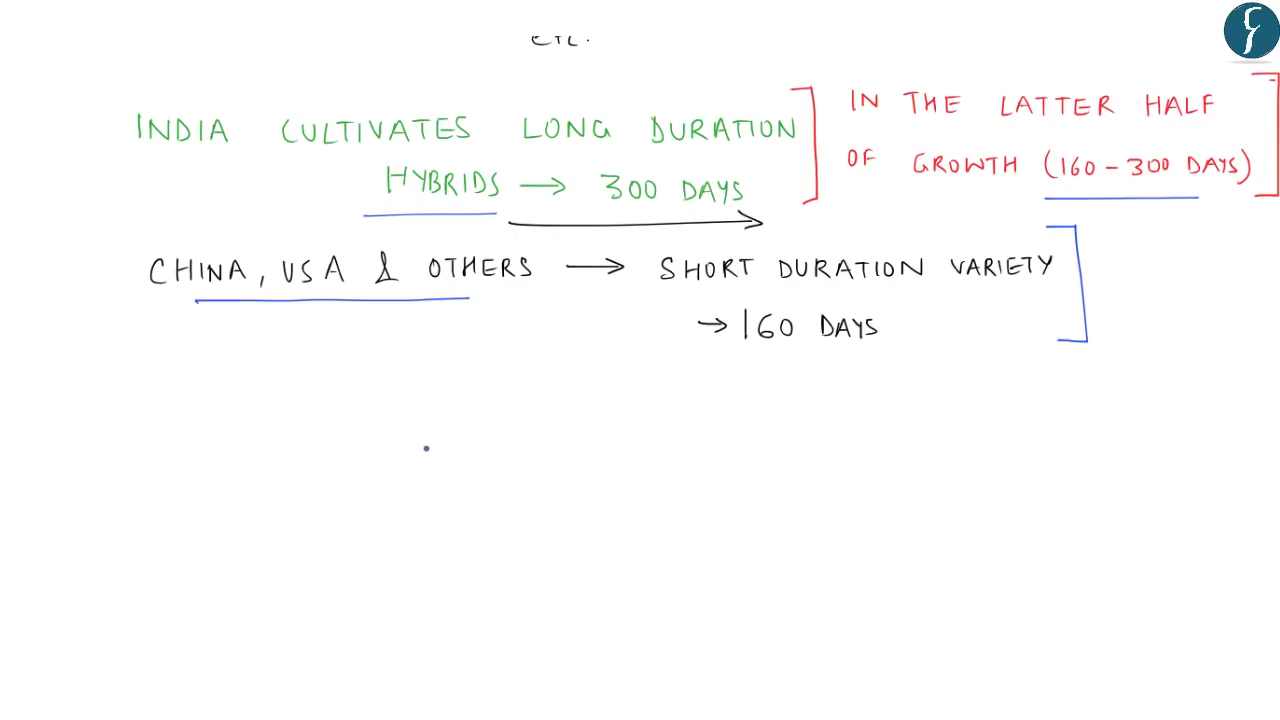 INDIA CULTIVATES LONG DURATION
HYBRIDS → 300 DAYS
IN THE LATTER HALF
OF GROWTH (160 – 300 DAYS)
CHINA, USA & OTHERS → SHORT DURATION VARIETY
→ 160 DAYS